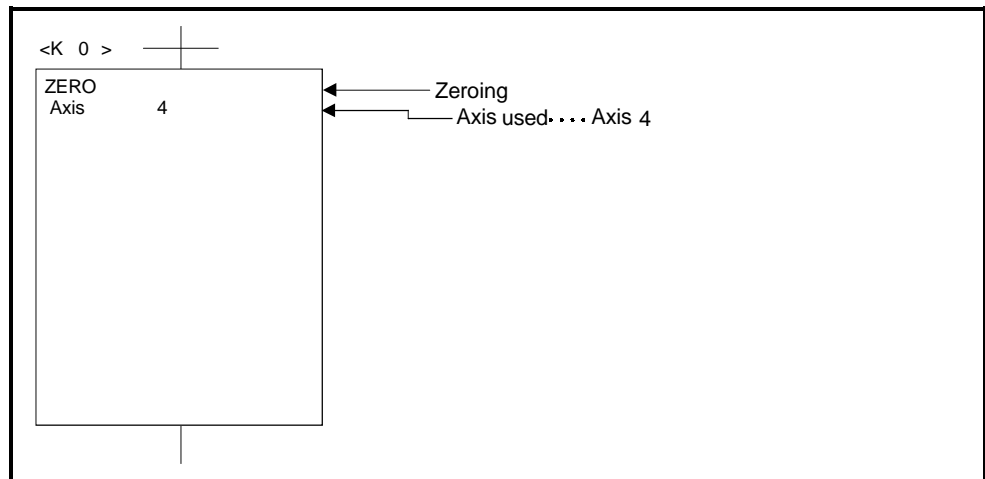 <K 0 >
ZERO
Zeroing
Axis 4
Axis used.... Axis 4